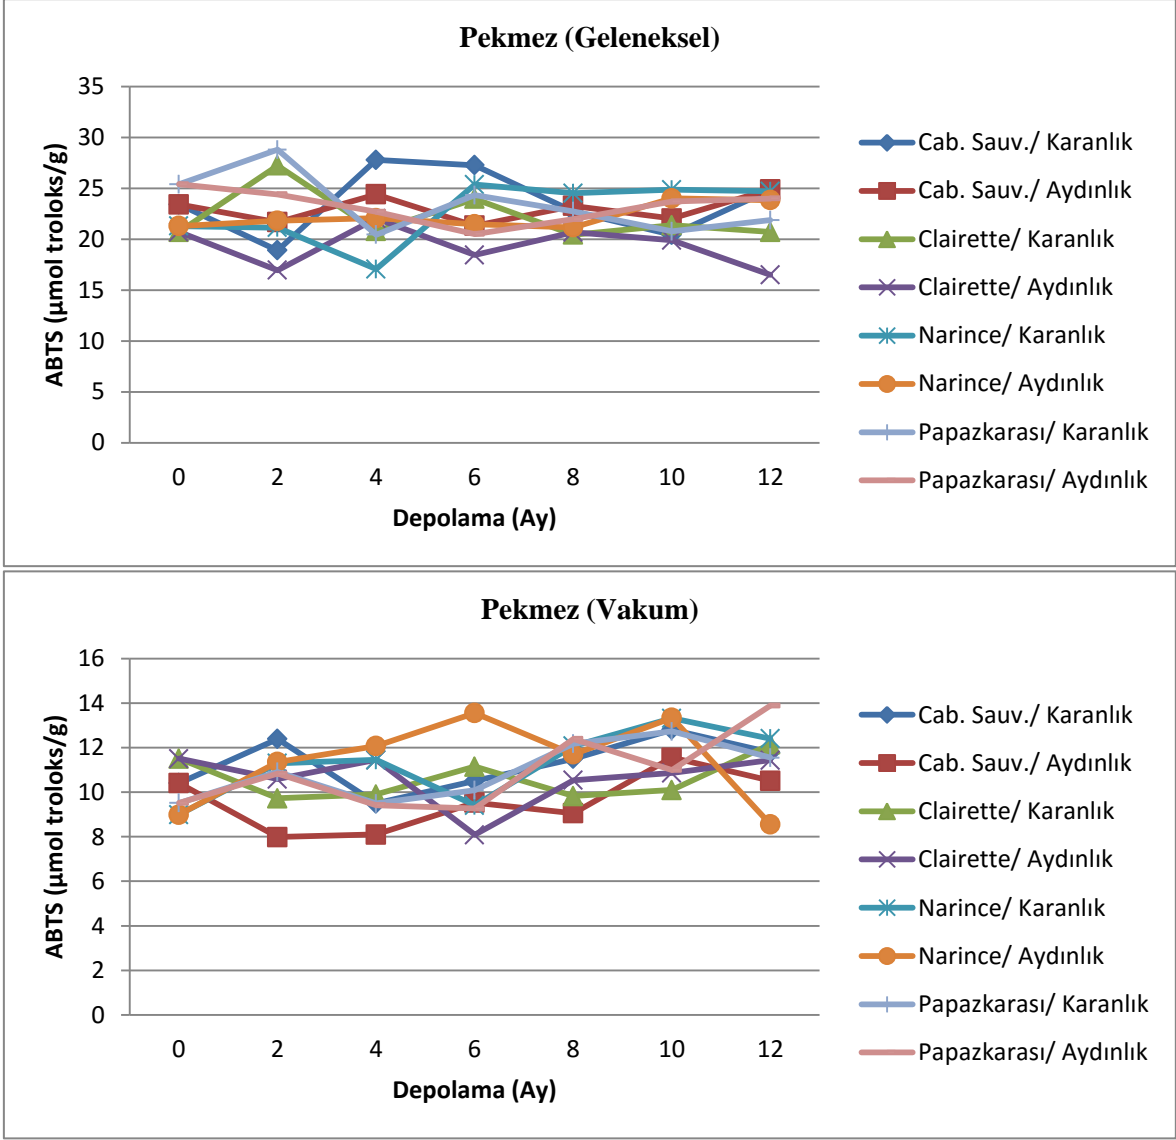 Pekmez (Geleneksel)
ABTS (µmol troloks/g)
35
30
25
20
15
10
5
0
0 2 4 6 8 10 12
Depolama (Ay)
Cab. Sauv./ Karanlık
Cab. Sauv./ Aydınlık
Clairette/ Karanlık
Clairette/ Aydınlık
Narince/ Karanlık
Narince/ Aydınlık
Papazkarası/ Karanlık
Papazkarası/ Aydınlık
Pekmez (Vakum)
ABTS (µmol troloks/g)
16
14
12
10
8
6
4
2
0
0 2 4 6 8 10 12
Depolama (Ay)
Cab. Sauv./ Karanlık
Cab. Sauv./ Aydınlık
Clairette/ Karanlık
Clairette/ Aydınlık
Narince/ Karanlık
Narince/ Aydınlık
Papazkarası/ Karanlık
Papazkarası/ Aydınlık